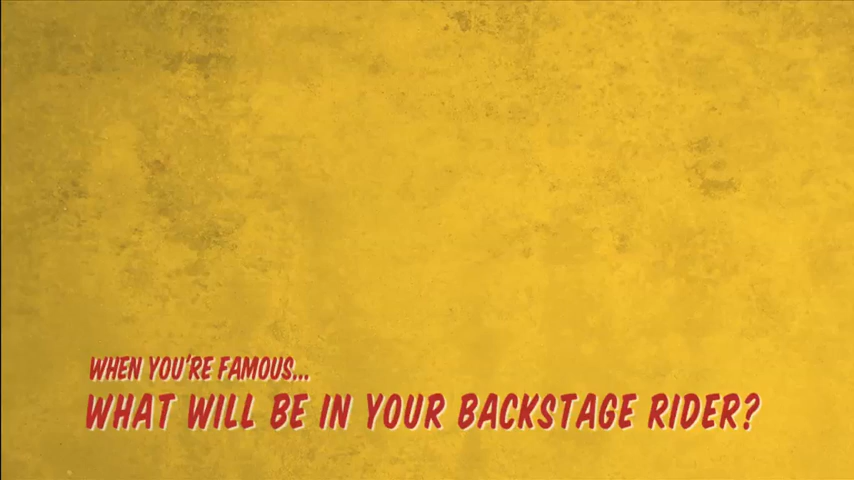 WHEN YOU'RE FAMOUS...
WHAT WILL BE IN YOUR BACKSTAGE RIDER?